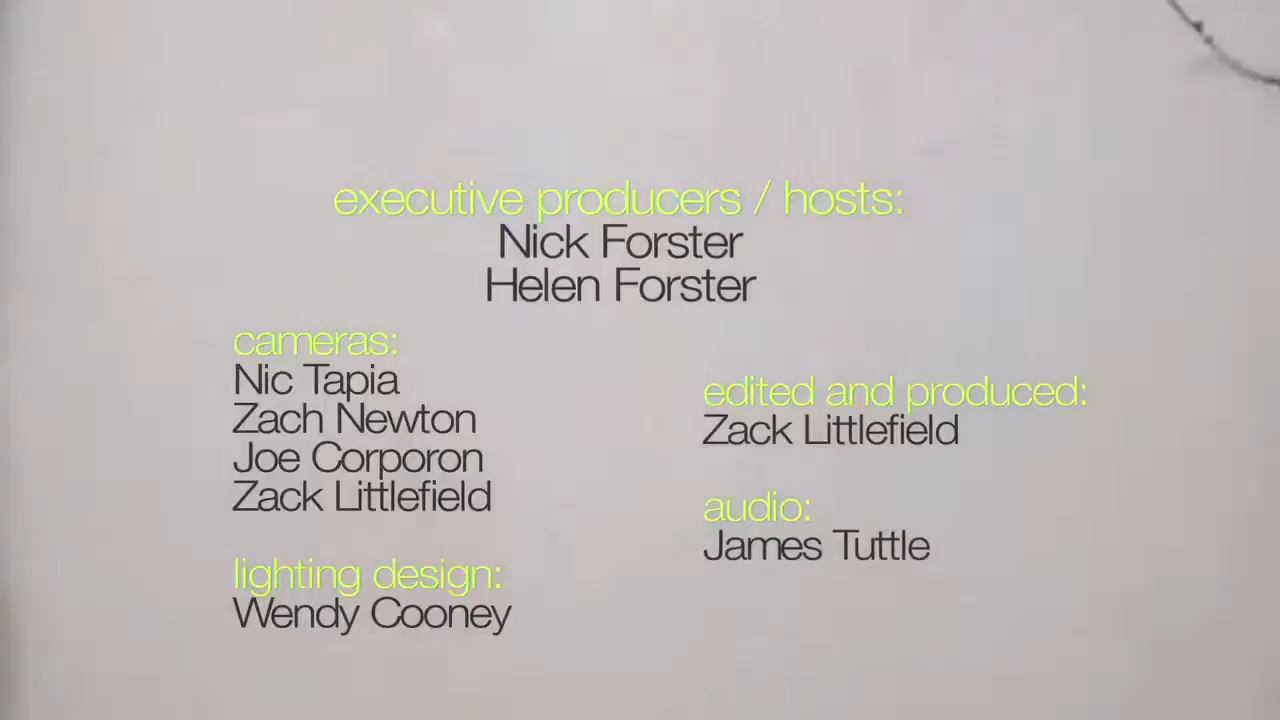 executive producers / hosts:
Nick Forster
Helen Forster
cameras:
Nic Tapia
Zach Newton
Joe Corporon
Zack Littlefield
lighting design:
Wendy Cooney
edited and produced:
Zack Littlefield
audio:
James Tuttle